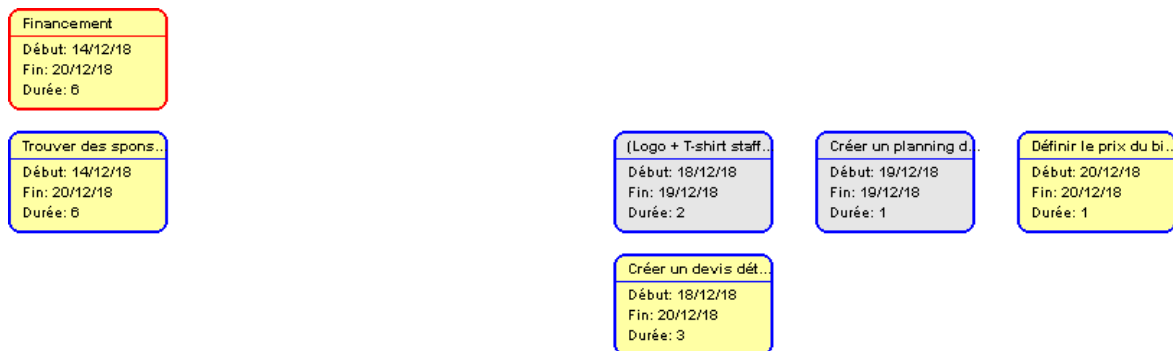 Financement
Début: 14/12/18
Fin: 20/12/18
Durée: 6
Trouver des spons...
Début: 14/12/18
Fin: 20/12/18
Durée: 6
(Logo + T-shirt staff...
Début: 18/12/18
Fin: 19/12/18
Durée: 2
Créer un planning d...
Début: 19/12/18
Fin: 19/12/18
Durée: 1
Définir le prix du bi...
Début: 20/12/18
Fin: 20/12/18
Durée: 1
Créer un devis dét...
Début: 18/12/18
Fin: 20/12/18
Durée: 3